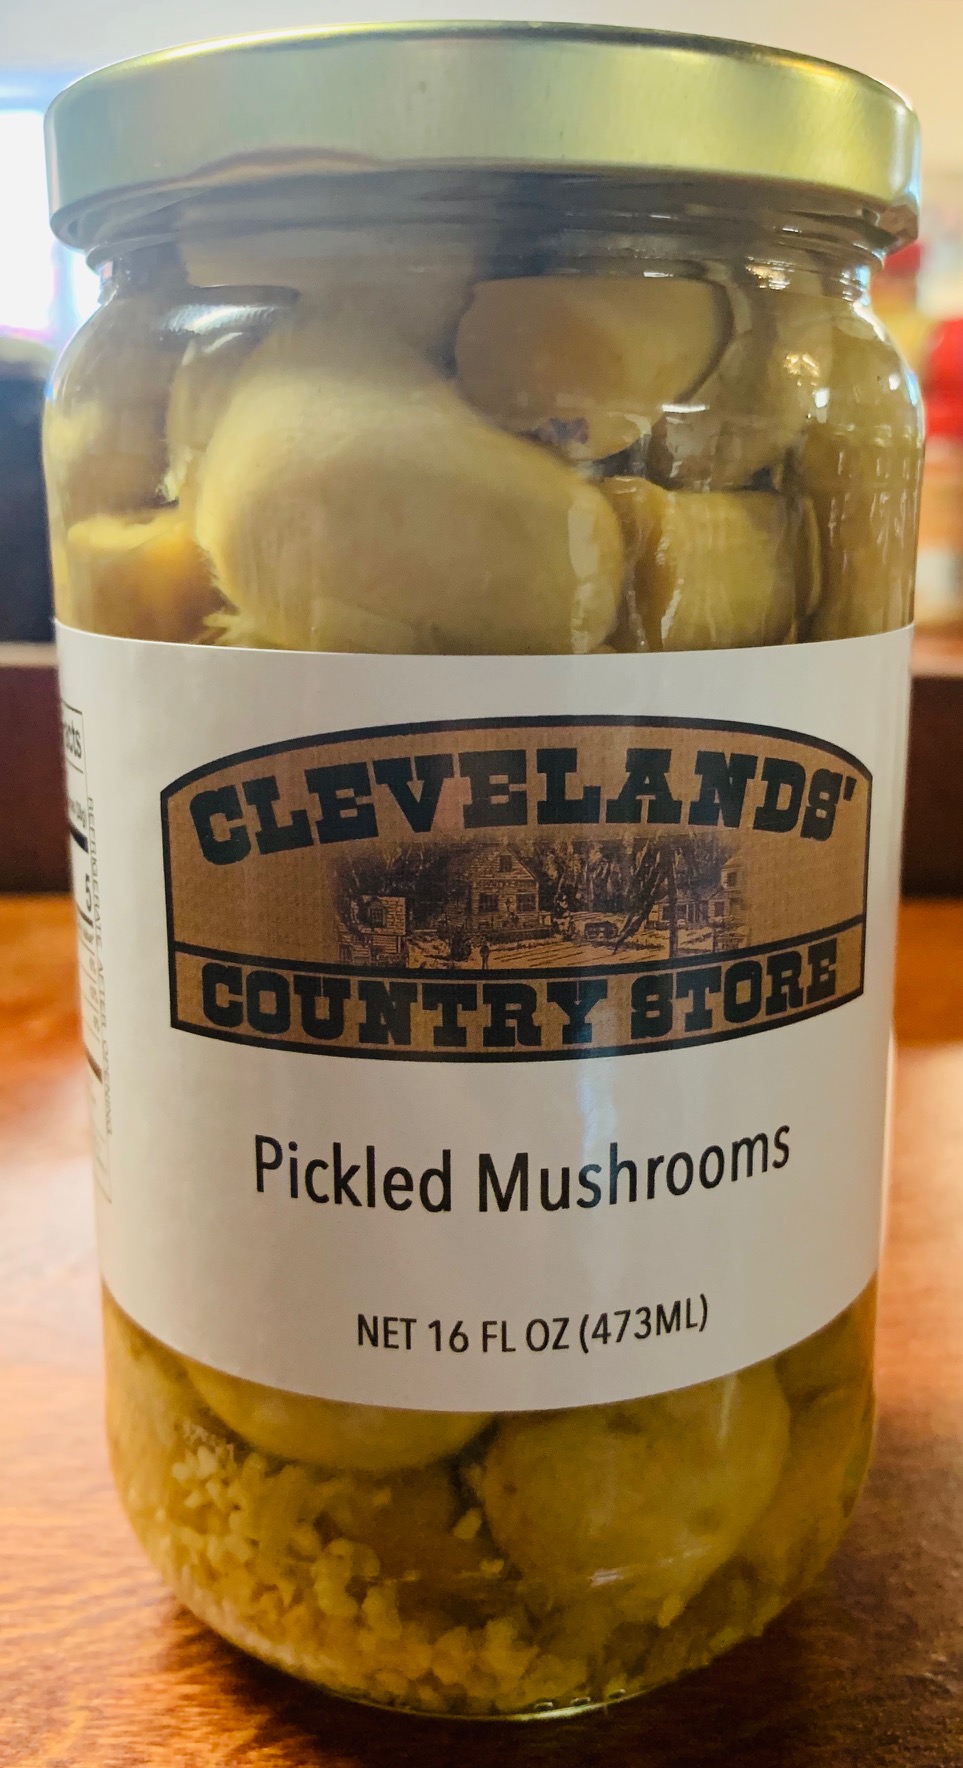 CLEVELANDS'
COUNTRY STORE
Pickled Mushrooms
NET 16 FL OZ (473ML)